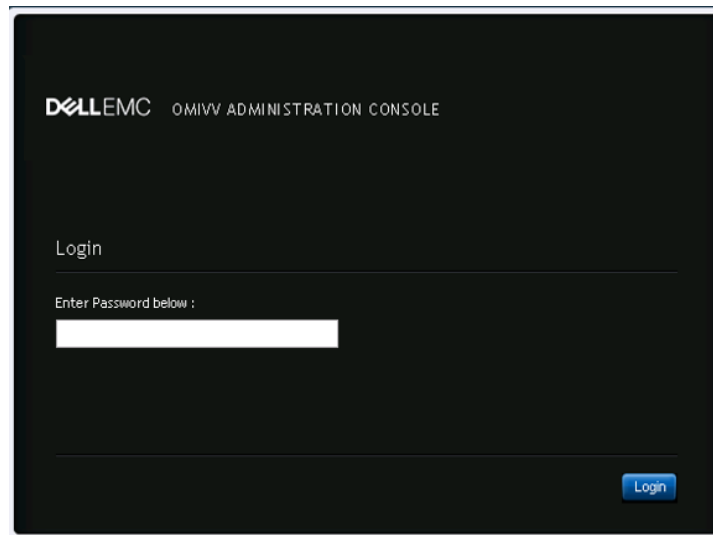 DELLEMC OMIVV ADMINISTRATION CONSOLE
Login
Enter Password below :
Login